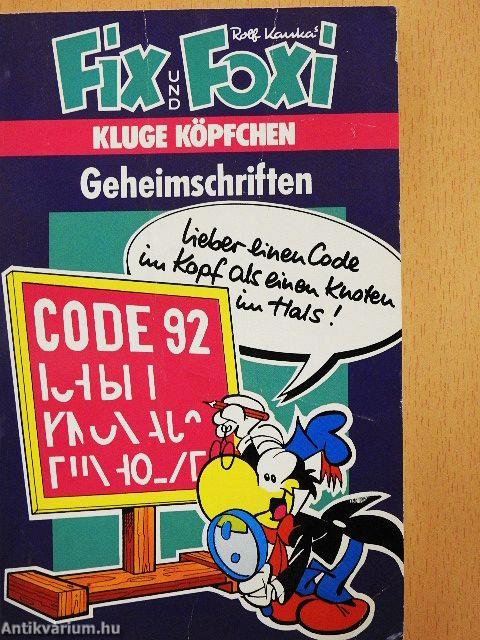 Rolf Kaukas
Fix UND Foxi
KLUGE KÖPFCHEN
Geheimschriften
Lieber einen Code
im Kopf als einen Knoten
im Hals!
CODE 92
Antikvarium.hu